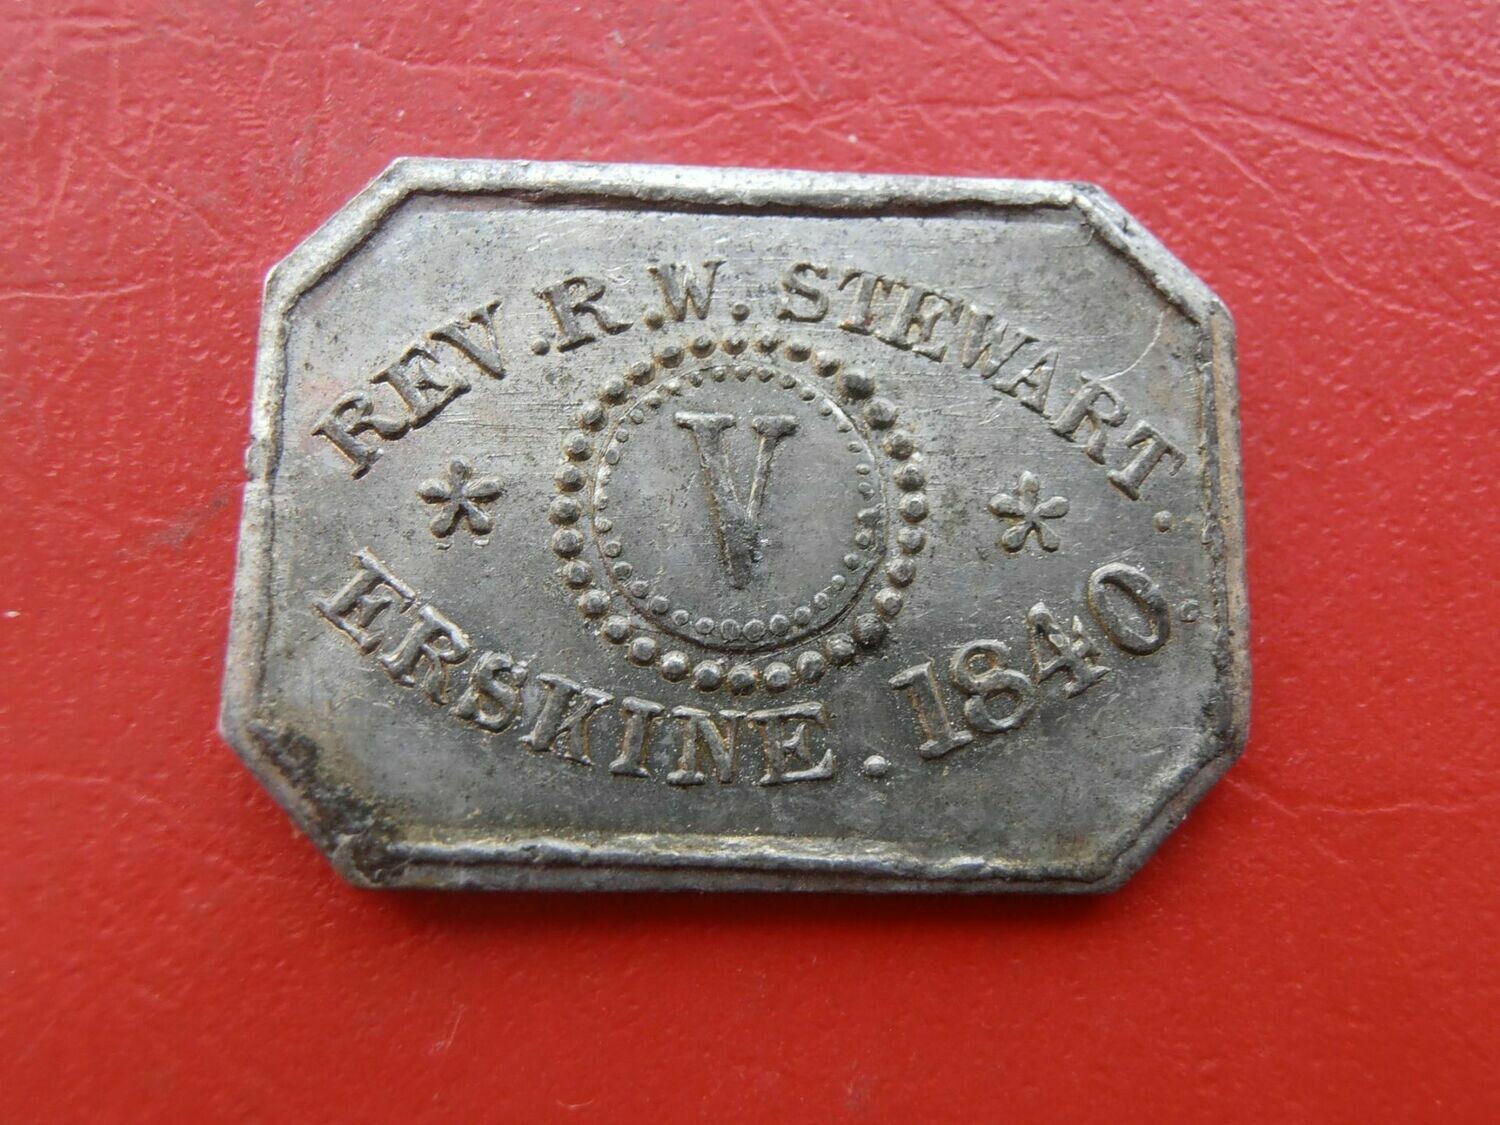 REV. R. W. STEWART.
V
ERSKINE. 1840.